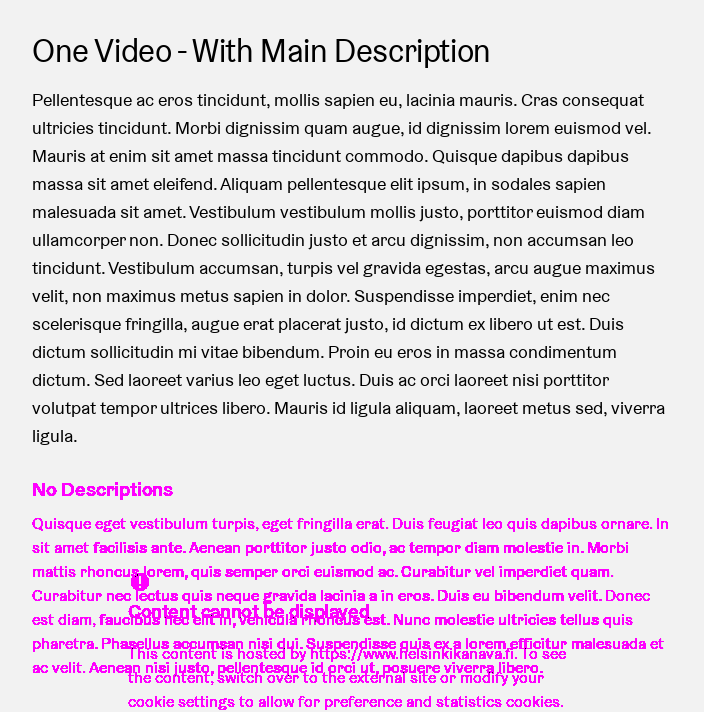 One Video - With Main Description
Pellentesque ac eros tincidunt, mollis sapien eu, lacinia mauris. Cras consequat
ultricies tincidunt. Morbi dignissim quam augue, id dignissim lorem euismod vel.
Mauris at enim sit amet massa tincidunt commodo. Quisque dapibus dapibus
massa sit amet eleifend. Aliquam pellentesque elit ipsum, in sodales sapien
malesuada sit amet. Vestibulum vestibulum mollis justo, porttitor euismod diam
ullamcorper non. Donec sollicitudin justo et arcu dignissim, non accumsan leo
tincidunt. Vestibulum accumsan, turpis vel gravida egestas, arcu augue maximus
velit, non maximus metus sapien in dolor. Suspendisse imperdiet, enim nec
scelerisque fringilla, augue erat placerat justo, id dictum ex libero ut est. Duis
dictum sollicitudin mi vitae bibendum. Proin eu eros in massa condimentum
dictum. Sed laoreet varius leo eget luctus. Duis ac orci laoreet nisi porttitor
volutpat tempor ultrices libero. Mauris id ligula aliquam, laoreet metus sed, viverra
ligula.
No Descriptions
Quisque eget vestibulum turpis, eget fringilla erat. Duis feugiat leo quis dapibus ornare. In
sit amet facilisis ante. Aenean porttitor justo odio, ac tempor diam molestie in. Morbi
mattis rhoncus lorem, quis semper orci euismod ac. Curabitur vel imperdiet quam.
Curabitur nec lectus quis neque gravida lacinia a in eros. Duis eu bibendum velit. Donec
est diam, faucibus nec elit in, vehicula rhoncus est. Nunc molestie ultricies tellus quis
pharetra. Phasellus accumsan nisi dui. Suspendisse quis ex a lorem efficitur malesuada et
ac velit. Aenean nisi justo, pellentesque id orci ut, posuere viverra libero.
Content cannot be displayed
This content is hosted by https://www.helsinkikanava.fi. To see
the content, switch over to the external site or modify your
cookie settings to allow for preference and statistics cookies.